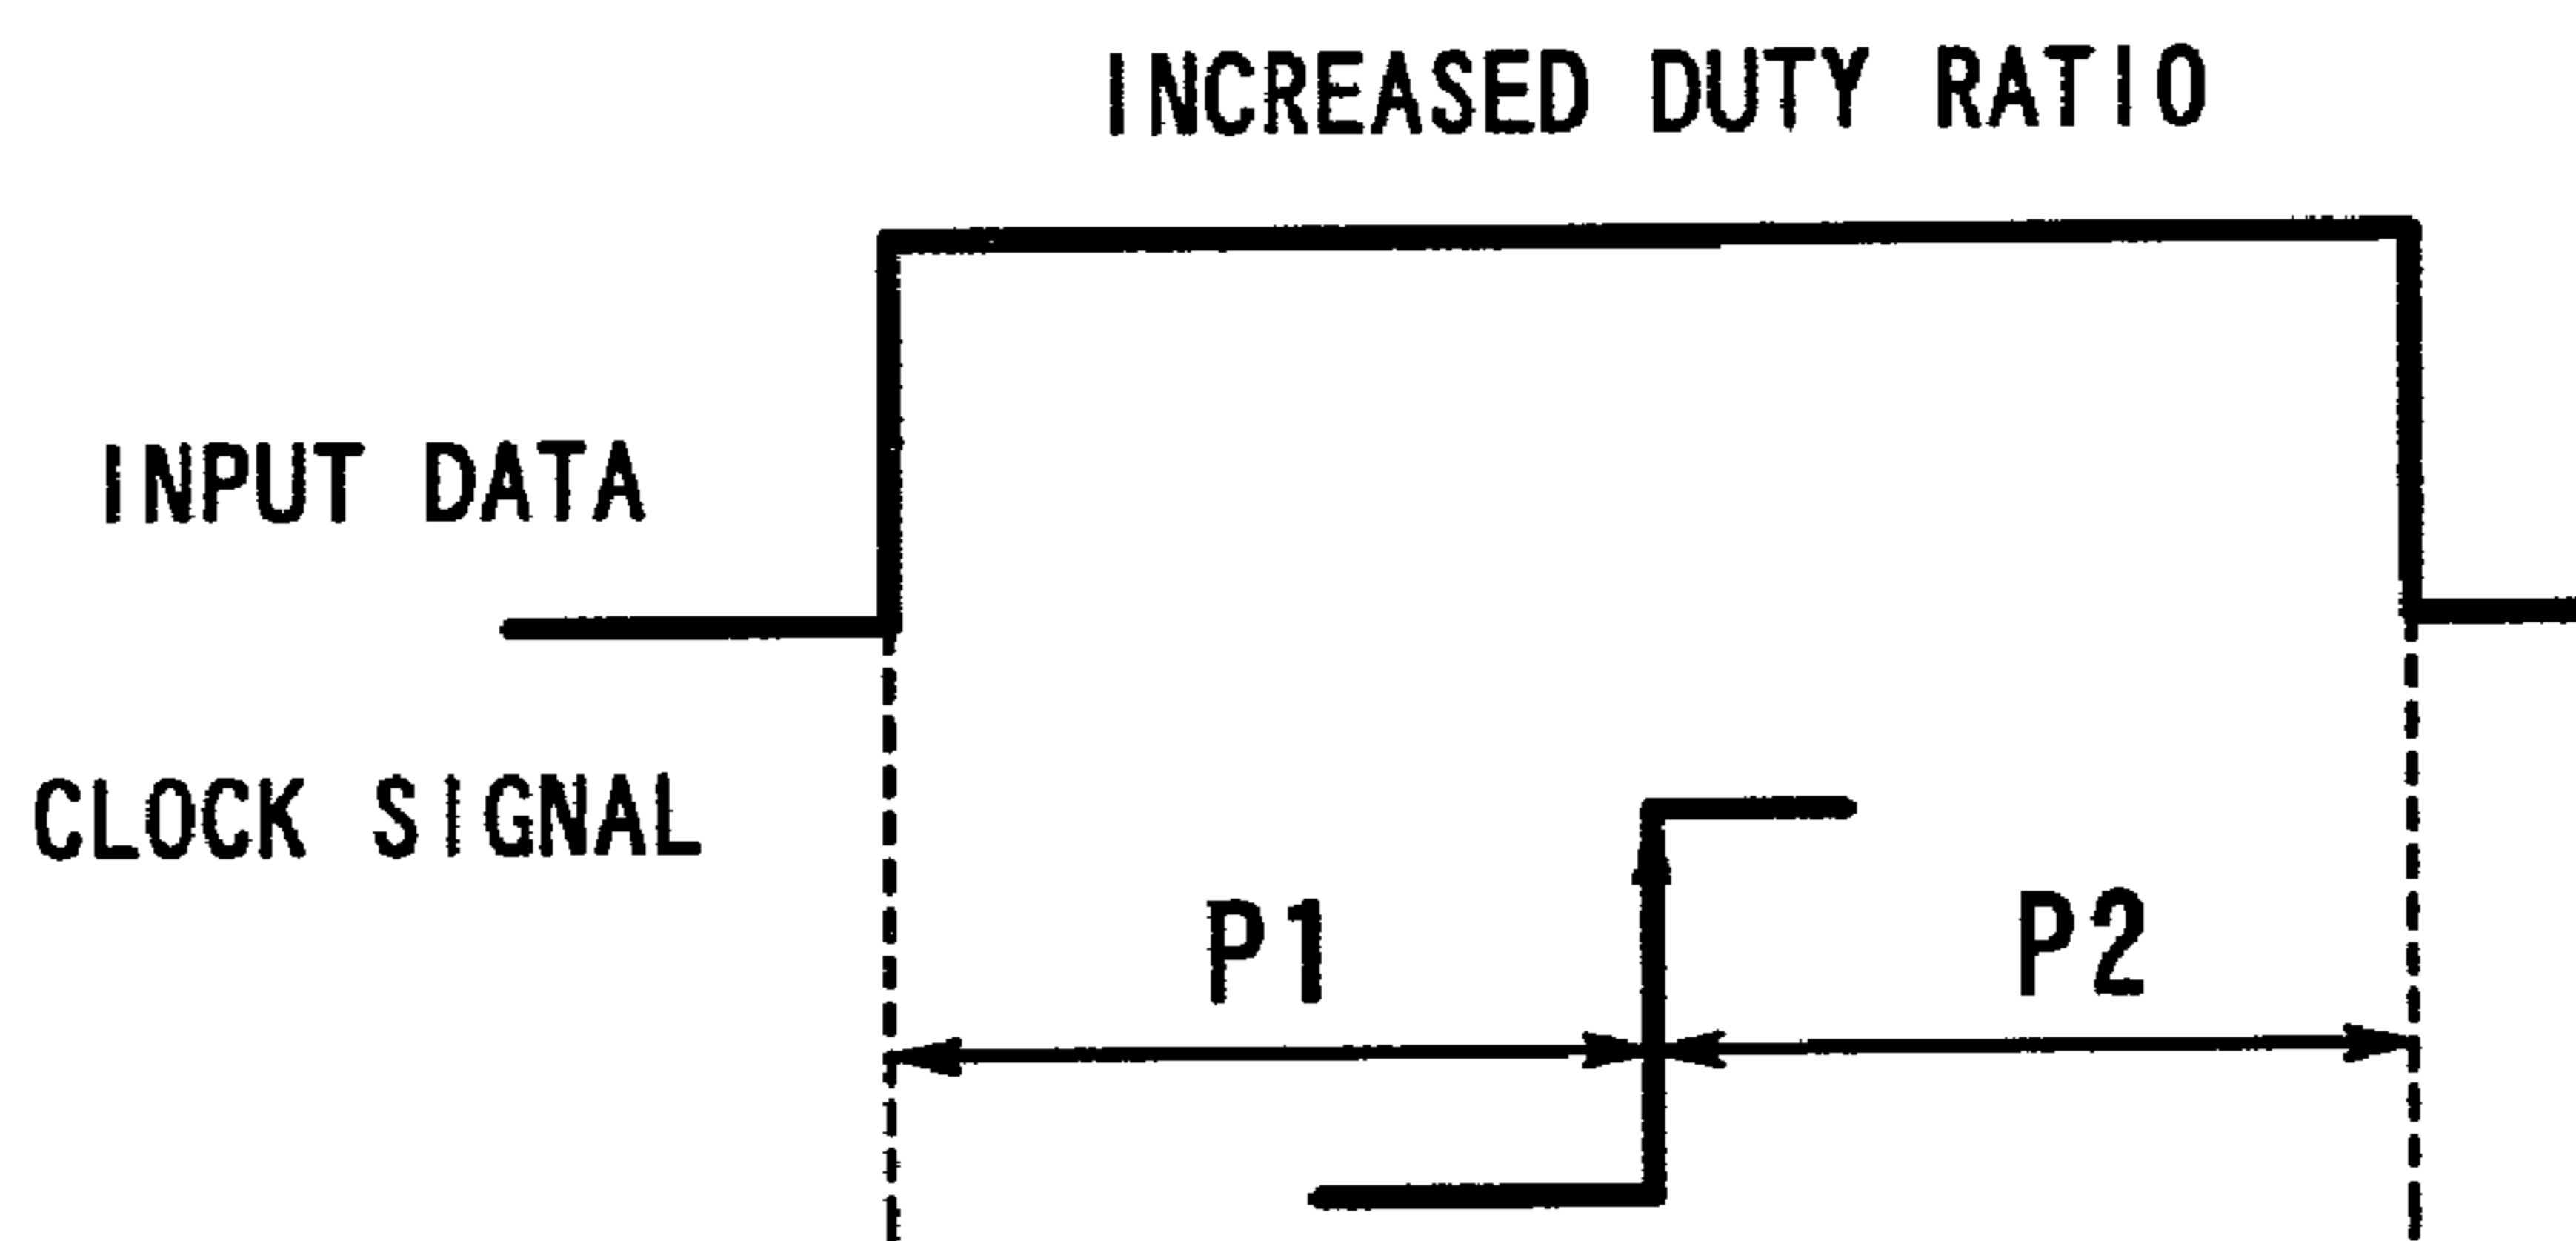 INCREASED DUTY RATIO
INPUT DATA
CLOCK SIGNAL
P1
P2